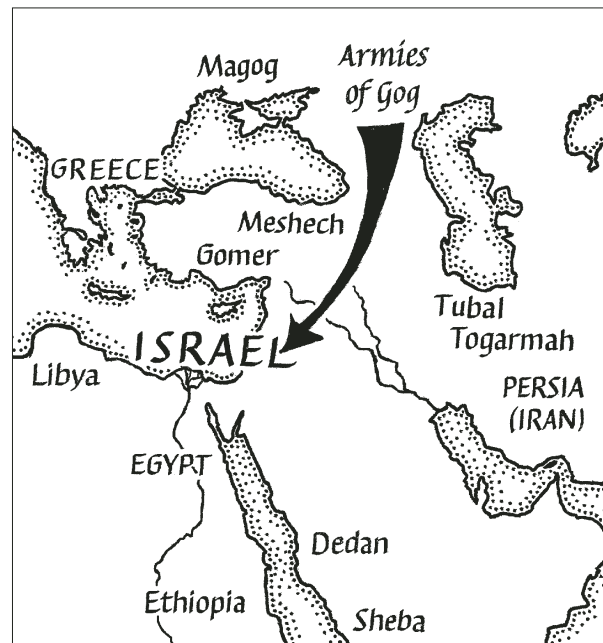 Magog
Armies
of Gog
GREECE
Meshech
Gomer
Tubal
Togarmah
ISRAEL
Libya
PERSIA
(IRAN)
EGYPT
Dedan
Ethiopia
Sheba